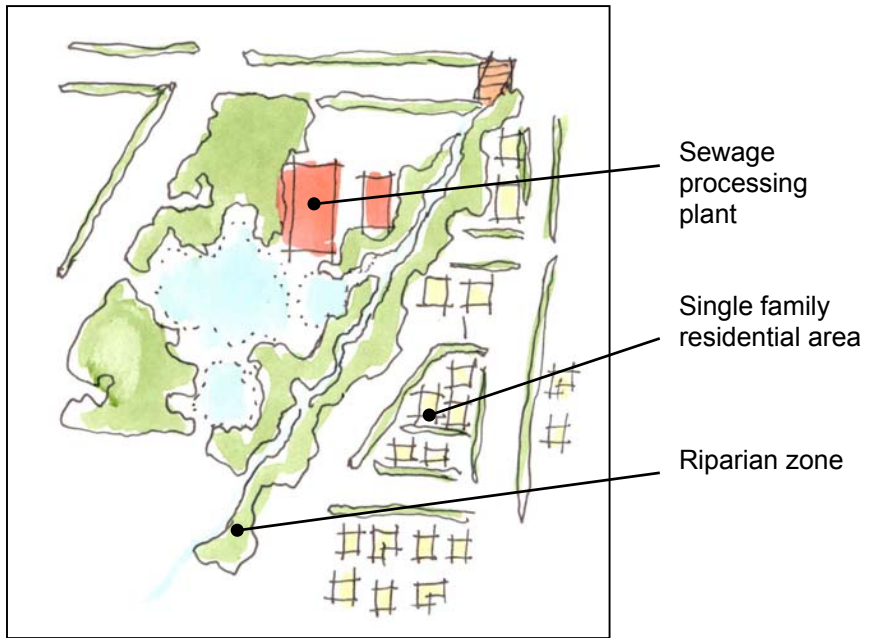 Sewage
processing
plant
Single family
residential area
Riparian zone